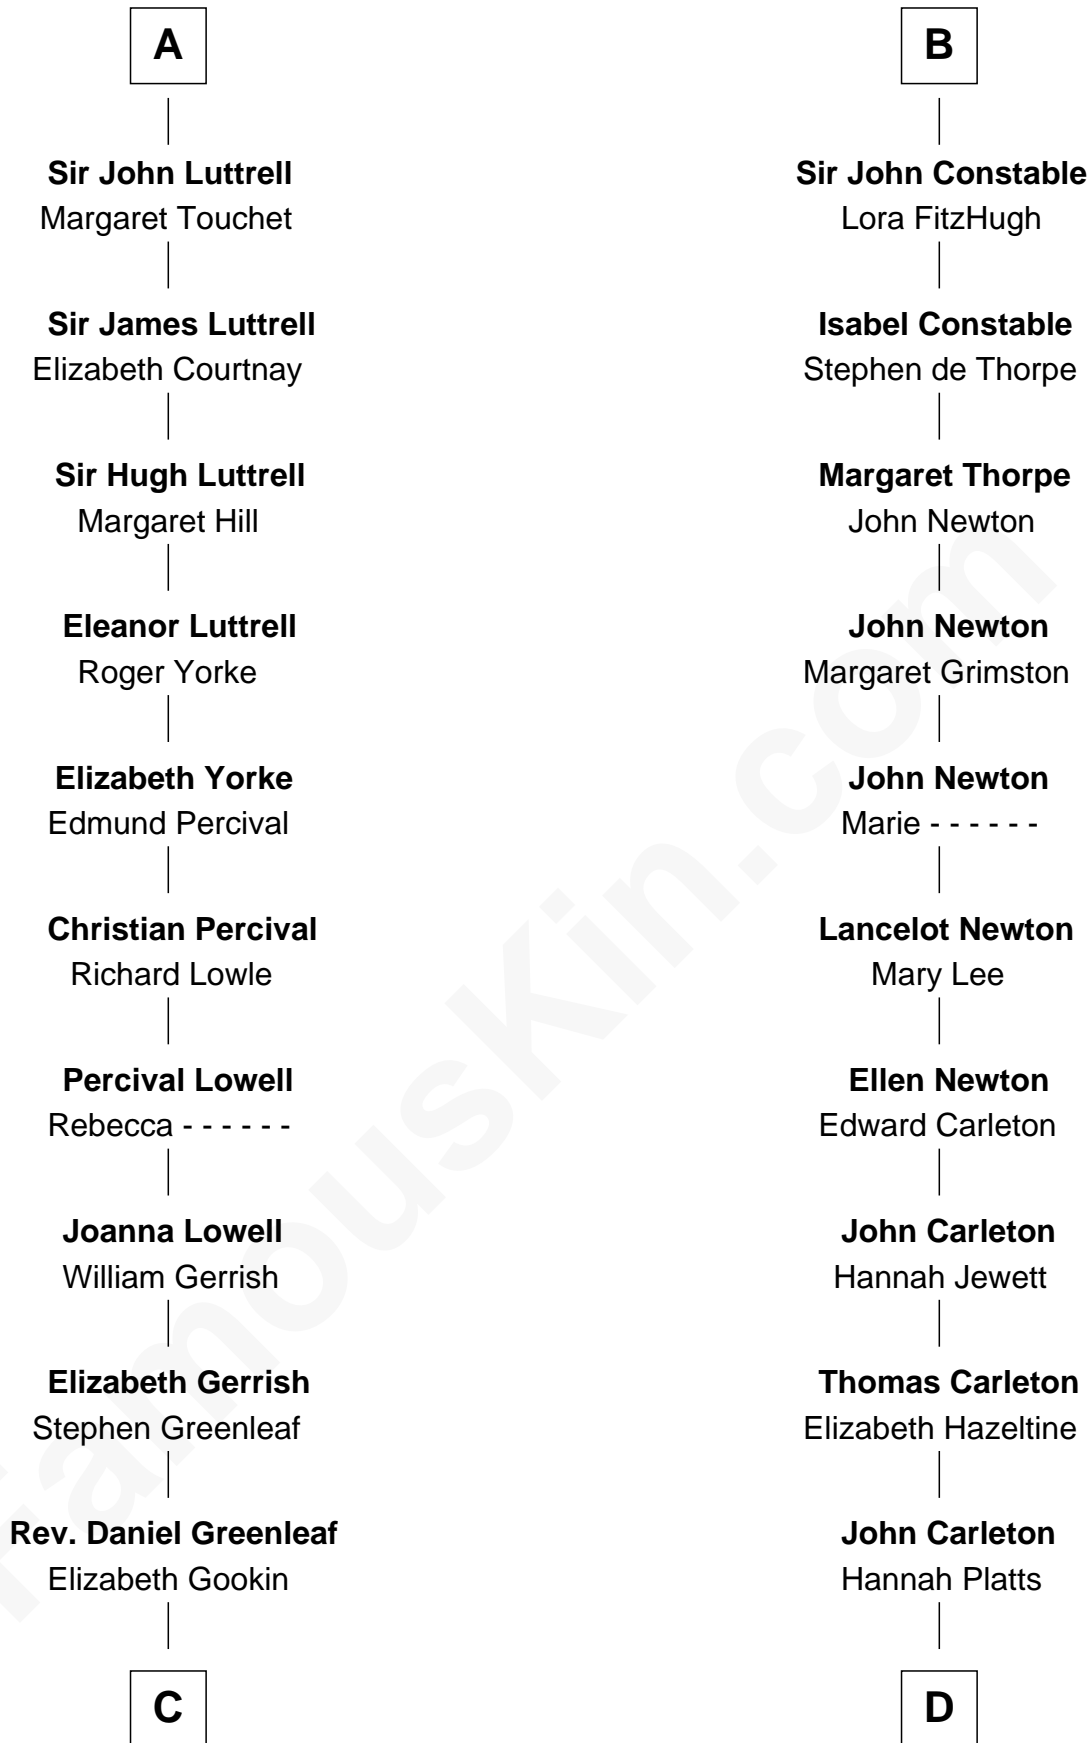 A
Sir John Luttrell
Margaret Touchet
Sir James Luttrell
Elizabeth Courtnay
Sir Hugh Luttrell
Margaret Hill
Eleanor Luttrell
Roger Yorke
Elizabeth Yorke
Edmund Percival
Christian Percival
Richard Lowle
Percival Lowell
Rebecca - - - - - -
Joanna Lowell
William Gerrish
Elizabeth Gerrish
Stephen Greenleaf
Rev. Daniel Greenleaf
Elizabeth Gookin
C
B
Sir John Constable
Lora FitzHugh
Isabel Constable
Stephen de Thorpe
Margaret Thorpe
John Newton
John Newton
Margaret Grimston
John Newton
Marie - - - - - -
Lancelot Newton
Mary Lee
Ellen Newton
Edward Carleton
John Carleton
Hannah Jewett
Thomas Carleton
Elizabeth Hazeltine
John Carleton
Hannah Platts
D
FamousKin.com